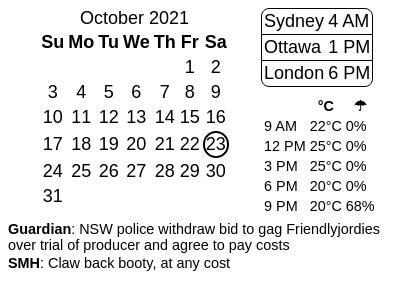 October 2021
Su Mo Tu We Th Fr Sa
1 2
3 4 5 6 7 8 9
10 11 12 13 14 15 16
17 18 19 20 21 22 23
24 25 26 27 28 29 30
31
Sydney 4 AM
Ottawa 1 PM
London 6 PM
°C ☂
9 AM 22°C 0%
12 PM 25°C 0%
3 PM 25°C 0%
6 PM 20°C 0%
9 PM 20°C 68%
Guardian: NSW police withdraw bid to gag Friendlyjordies
over trial of producer and agree to pay costs
SMH: Claw back booty, at any cost